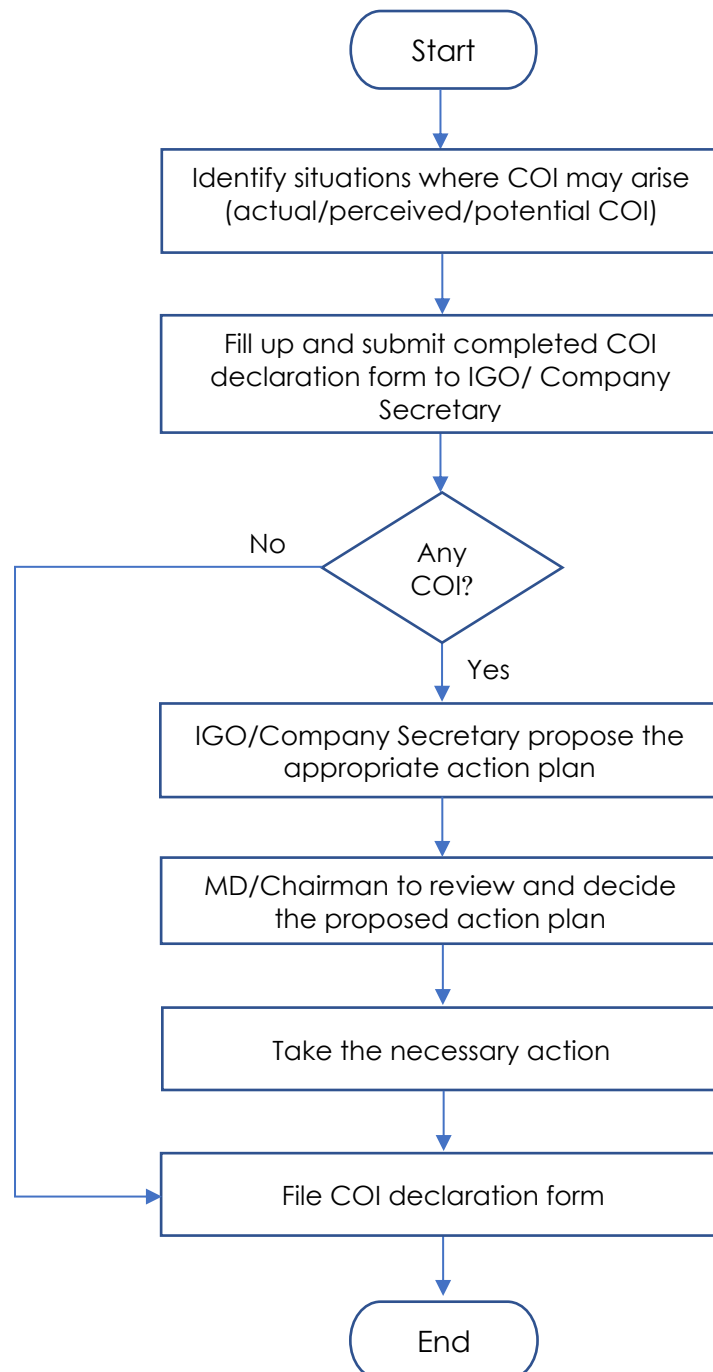 Start
Identify situations where COI may arise
(actual/perceived/potential COI)
Fill up and submit completed COI
declaration form to IGO/ Company
Secretary
No
Any
COI?
Yes
IGO/Company Secretary propose the
appropriate action plan
MD/Chairman to review and decide
the proposed action plan
Take the necessary action
File COI declaration form
End